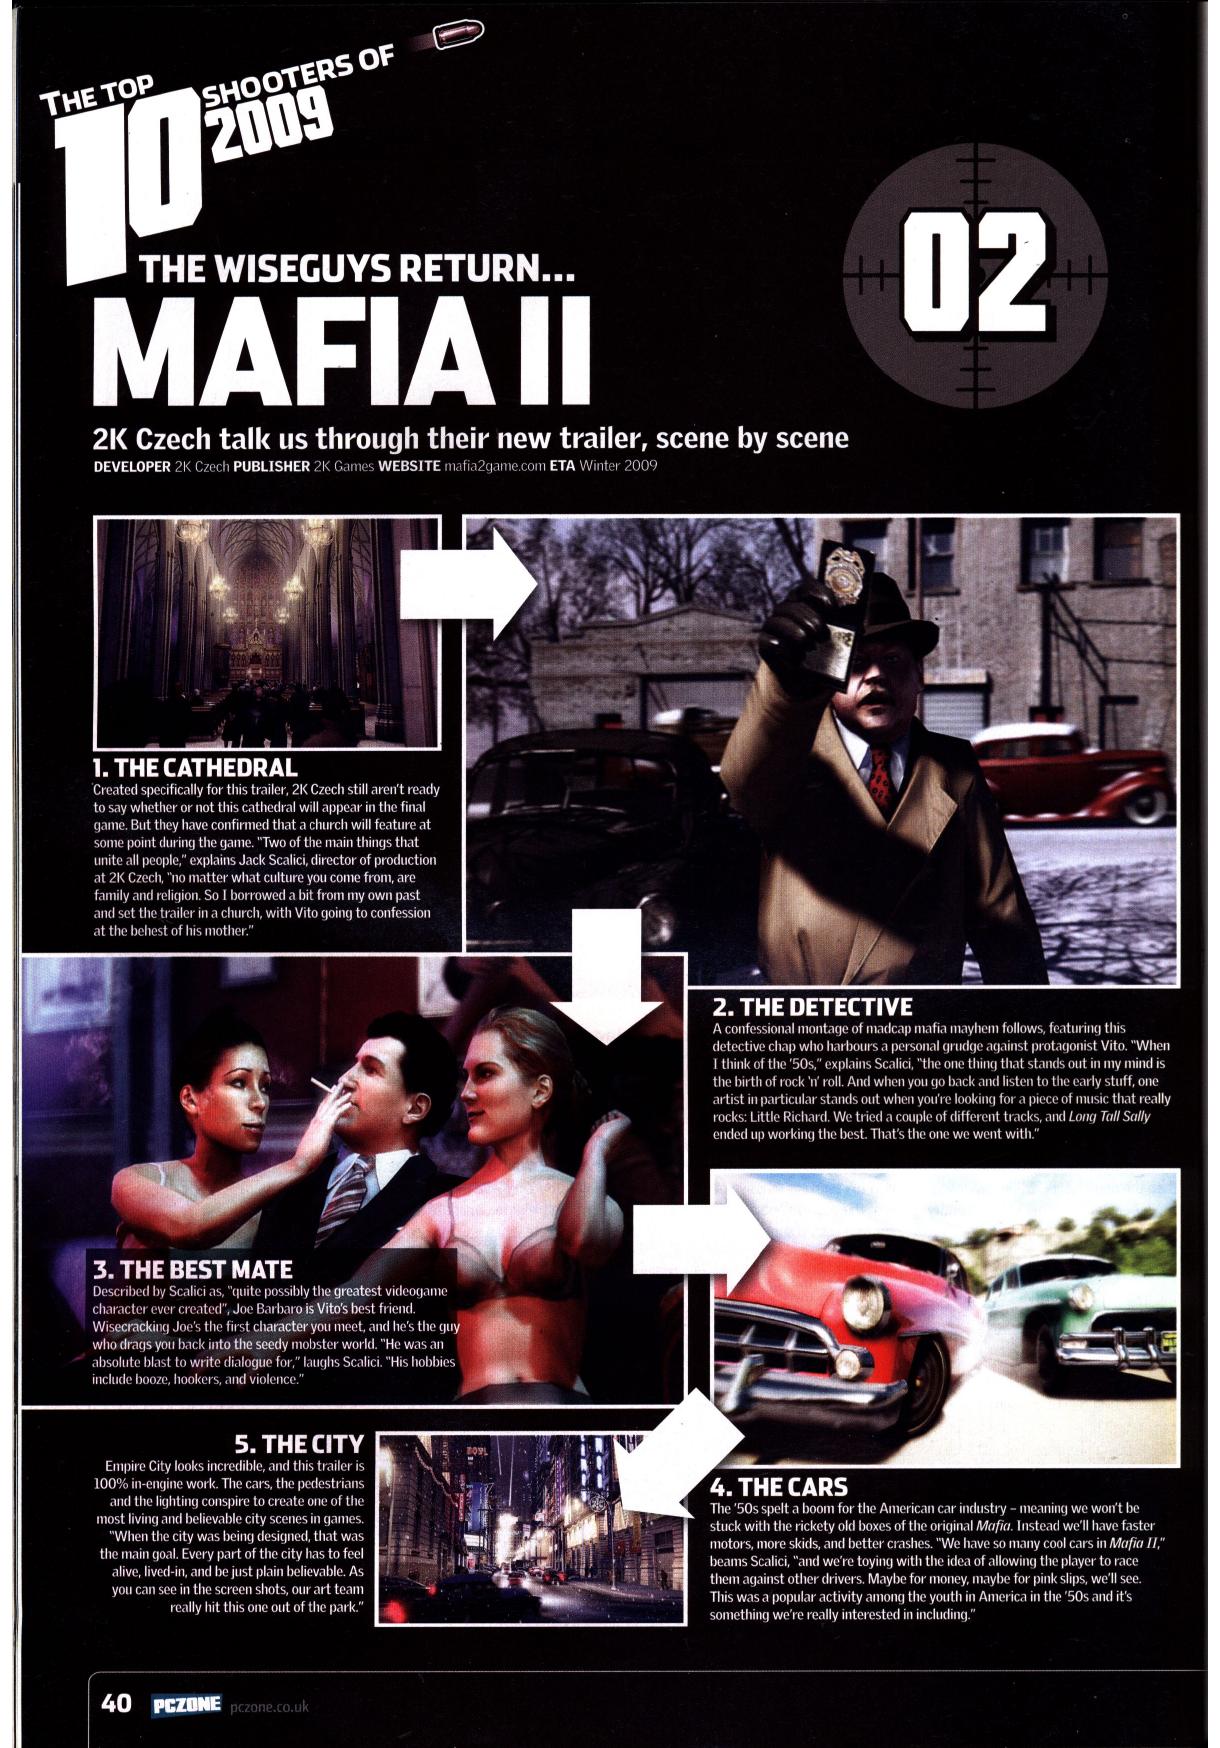 THE TOP
10
SHOOTERS OF
2009
02
THE WISEGUYS RETURN...
MAFIA II
2K Czech talk us through their new trailer, scene by scene
DEVELOPER 2K Czech PUBLISHER 2K Games WEBSITE mafia2game.com ETA Winter 2009
1. THE CATHEDRAL
Created specifically for this trailer, 2K Czech still aren't ready
to say whether or not this cathedral will appear in the final
game. But they have confirmed that a church will feature at
some point during the game. "Two of the main things that
unite all people," explains Jack Scalici, director of production
at 2K Czech, "no matter what culture you come from, are
family and religion. So I borrowed a bit from my own past
and set the trailer in a church, with Vito going to confession
at the behest of his mother."
2. THE DETECTIVE
A confessional montage of madcap mafia mayhem follows, featuring this
detective chap who harbours a personal grudge against protagonist Vito. "When
I think of the '50s," explains Scalici, "the one thing that stands out in my mind is
the birth of rock 'n' roll. And when you go back and listen to the early stuff, one
artist in particular stands out when you're looking for a piece of music that really
rocks: Little Richard. We tried a couple of different tracks, and Long Tall Sally
ended up working the best. That's the one we went with."
3. THE BEST MATE
Described by Scalici as, "quite possibly the greatest videogame
character ever created", Joe Barbaro is Vito's best friend.
Wisecracking Joe's the first character you meet, and he's the guy
who drags you back into the seedy mobster world. "He was an
absolute blast to write dialogue for," laughs Scalici. "His hobbies
include booze, hookers, and violence."
4. THE CARS
The '50s spelt a boom for the American car industry – meaning we won't be
stuck with the rickety old boxes of the original Mafia. Instead we'll have faster
motors, more skids, and better crashes. "We have so many cool cars in Mafia II,"
beams Scalici, "and we're toying with the idea of allowing the player to race
them against other drivers. Maybe for money, maybe for pink slips, we'll see.
This was a popular activity among the youth in America in the '50s and it's
something we're really interested in including."
5. THE CITY
Empire City looks incredible, and this trailer is
100% in-engine work. The cars, the pedestrians
and the lighting conspire to create one of the
most living and believable city scenes in games.
"When the city was being designed, that was
the main goal. Every part of the city has to feel
alive, lived-in, and be just plain believable. As
you can see in the screen shots, our art team
really hit this one out of the park."
40 PCZONE pczone.co.uk